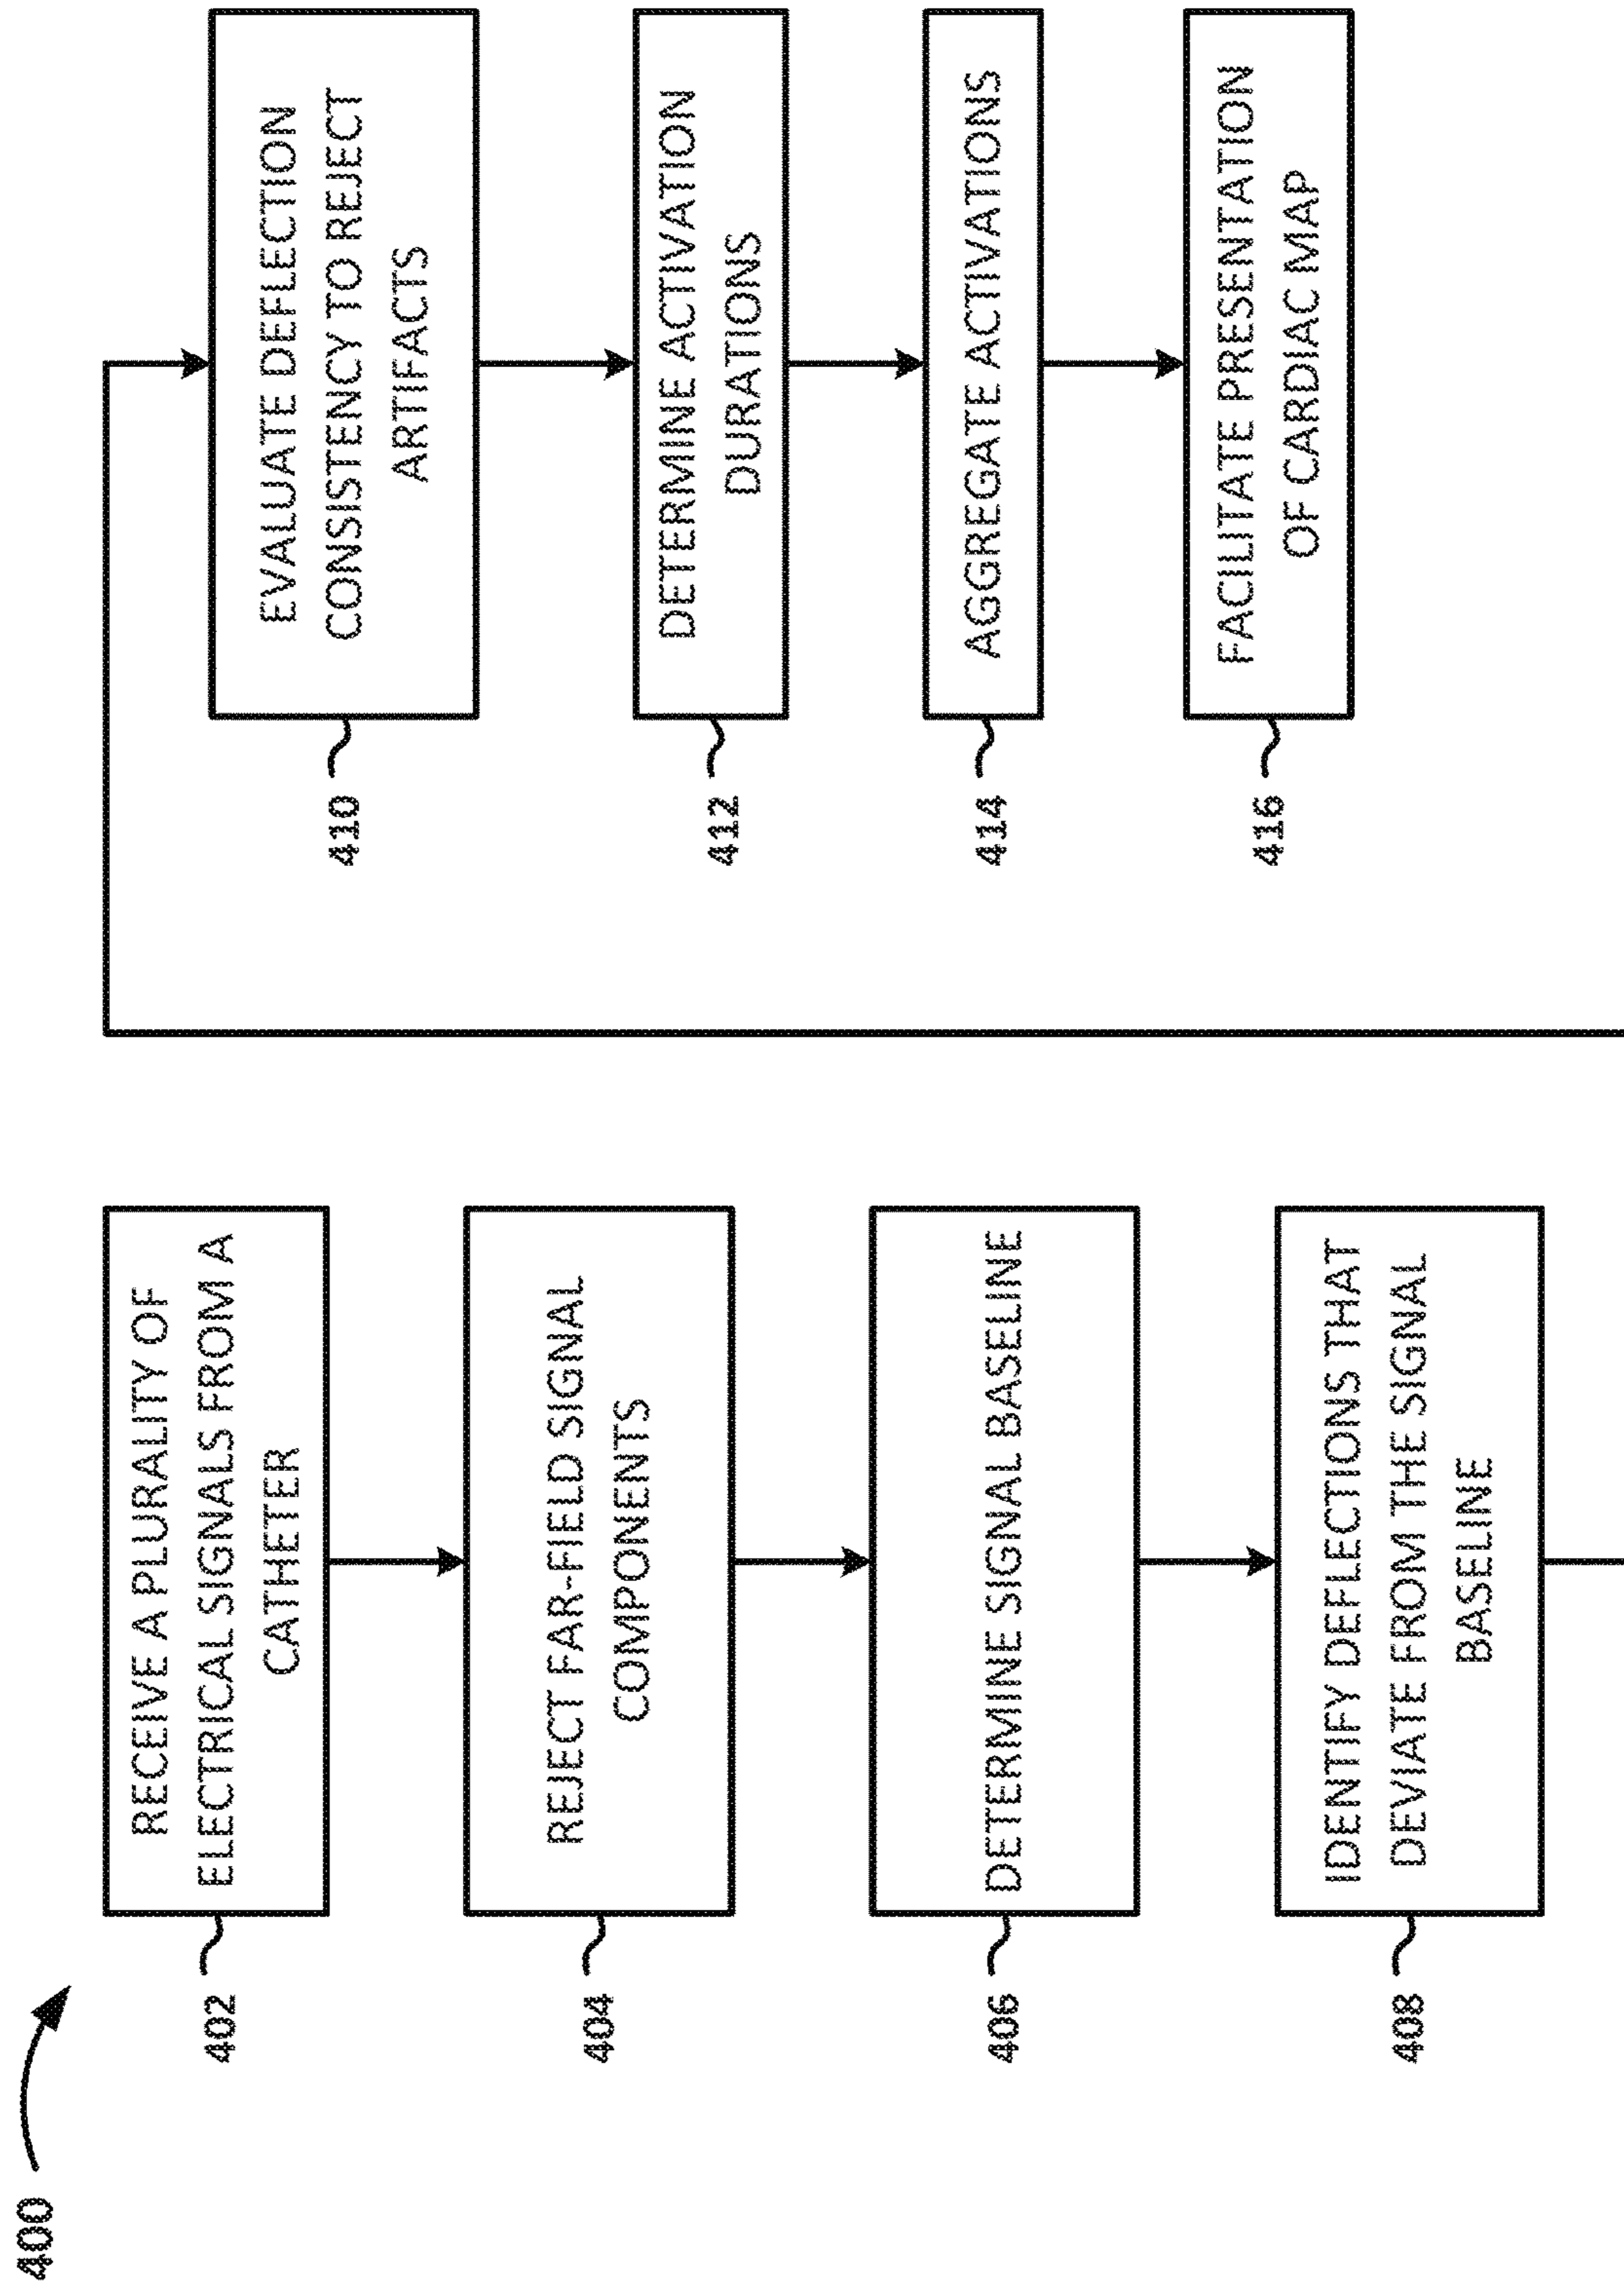 400
402
RECEIVE A PLURALITY OF
ELECTRICAL SIGNALS FROM A
CATHETER
404
REJECT FAR-FIELD SIGNAL
COMPONENTS
406
DETERMINE SIGNAL BASELINE
408
IDENTIFY DEFLECTIONS THAT
DEVIATE FROM THE SIGNAL
BASELINE
410
EVALUATE DEFLECTION
CONSISTENCY TO REJECT
ARTIFACTS
412
DETERMINE ACTIVATION
DURATIONS
414
AGGREGATE ACTIVATIONS
416
FACILITATE PRESENTATION
OF CARDIAC MAP